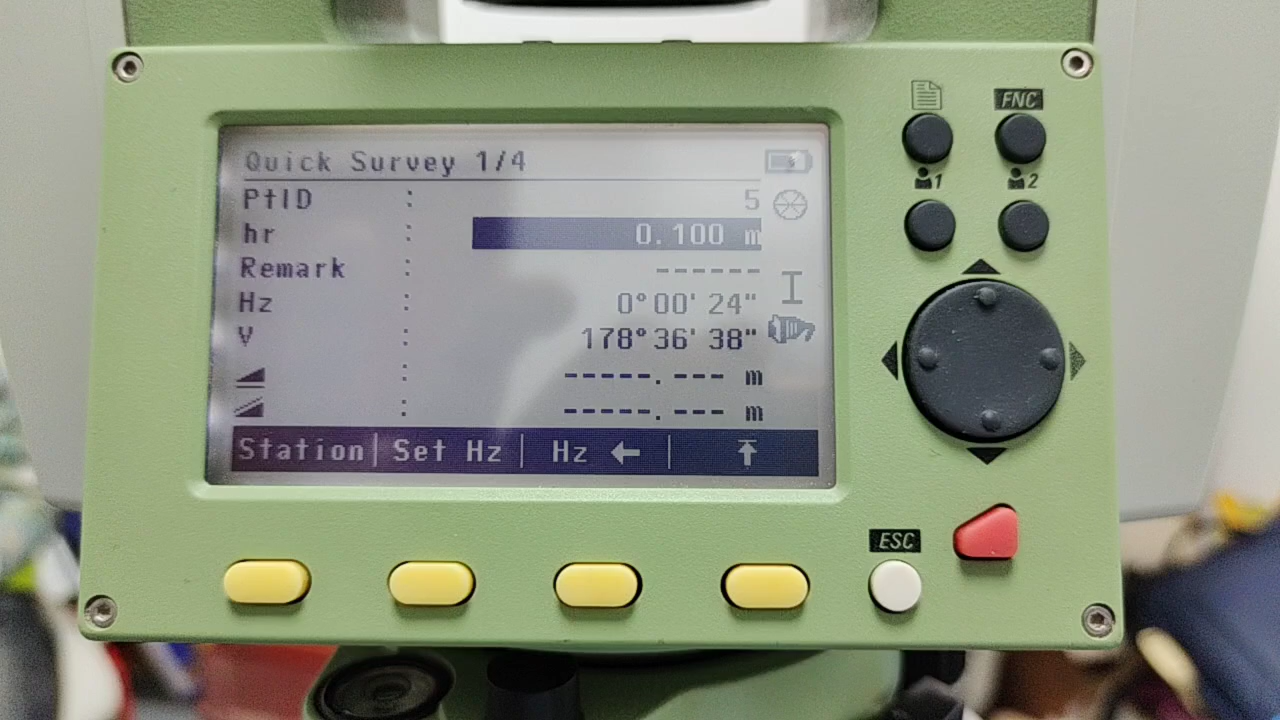 Quick Survey 1/4
PtID : 5
hr : 0.100 m
Remark : ------
Hz : 0°00' 24"
V : 178°36' 38"
: -----.--- m
: -----.--- m
Station| Set Hz | Hz ← | ↑
FNC
1
2
ESC